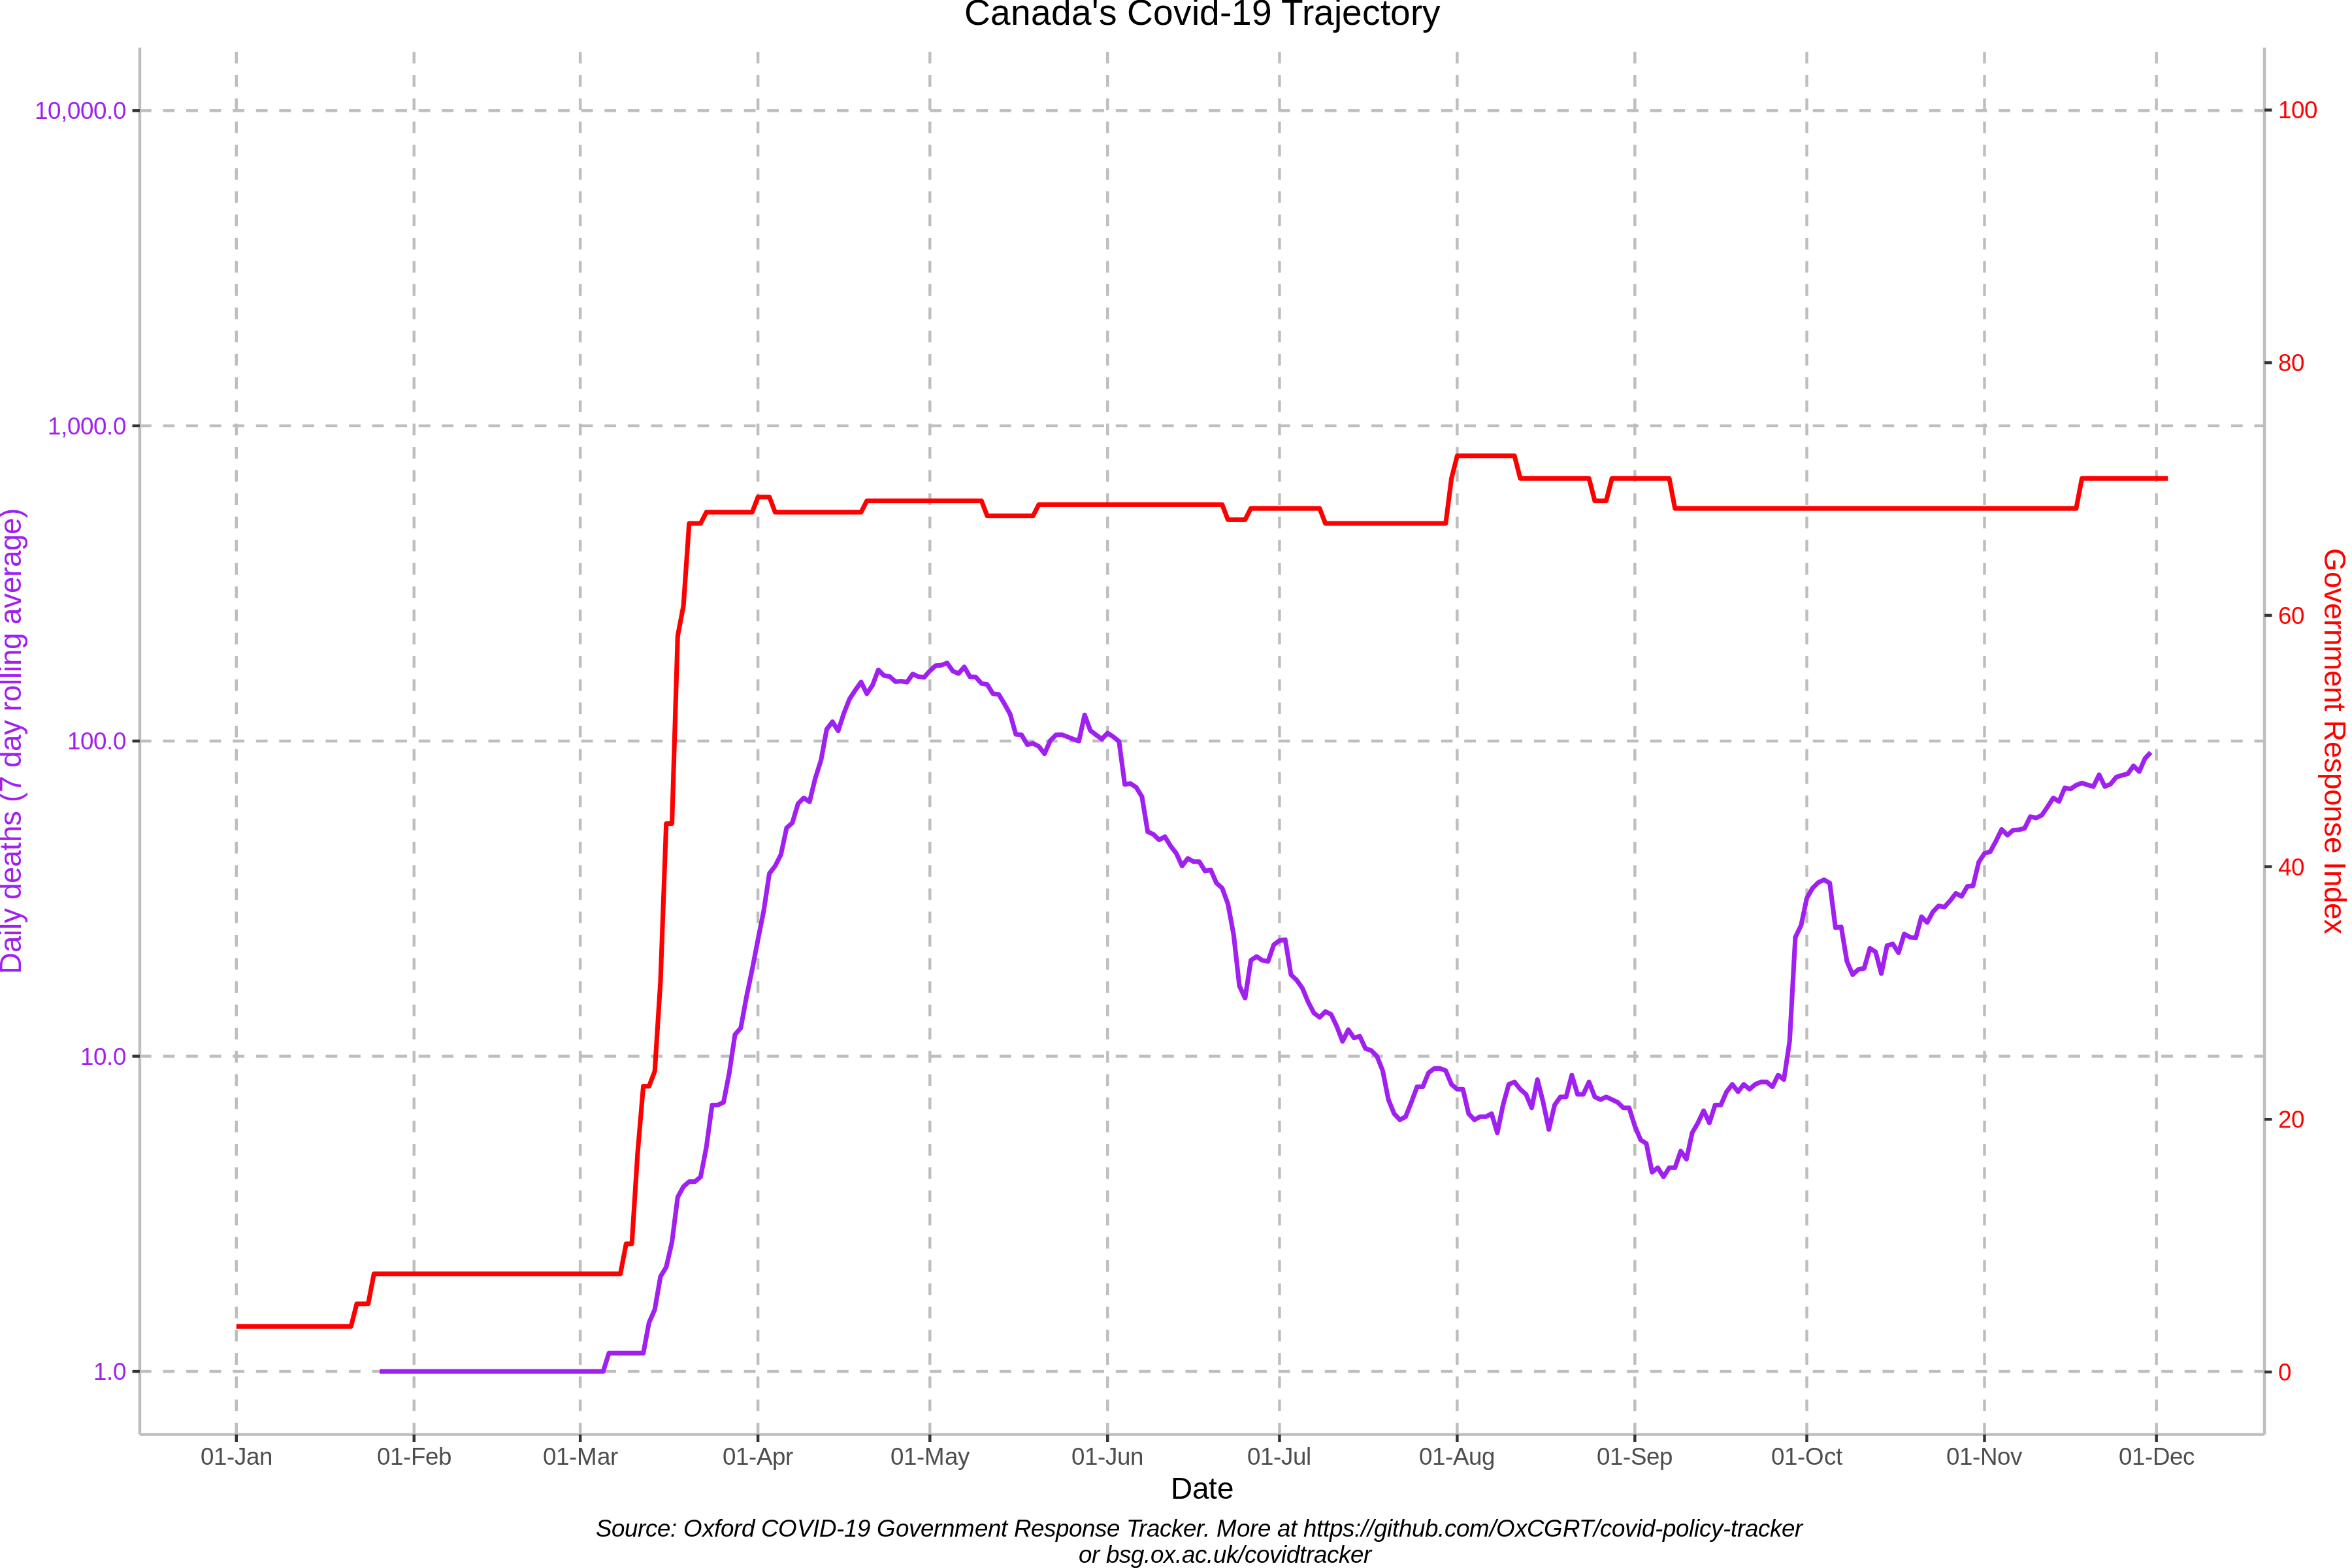 Canada's Covid-19 Trajectory
10,000.0
1,000.0
100.0
10.0
1.0
Daily deaths (7 day rolling average)
100
80
60
40
20
0
Government Response Index
01-Jan 01-Feb 01-Mar 01-Apr 01-May 01-Jun 01-Jul 01-Aug 01-Sep 01-Oct 01-Nov 01-Dec
Date
Source: Oxford COVID-19 Government Response Tracker. More at https://github.com/OxCGRT/covid-policy-tracker
or bsg.ox.ac.uk/covidtracker